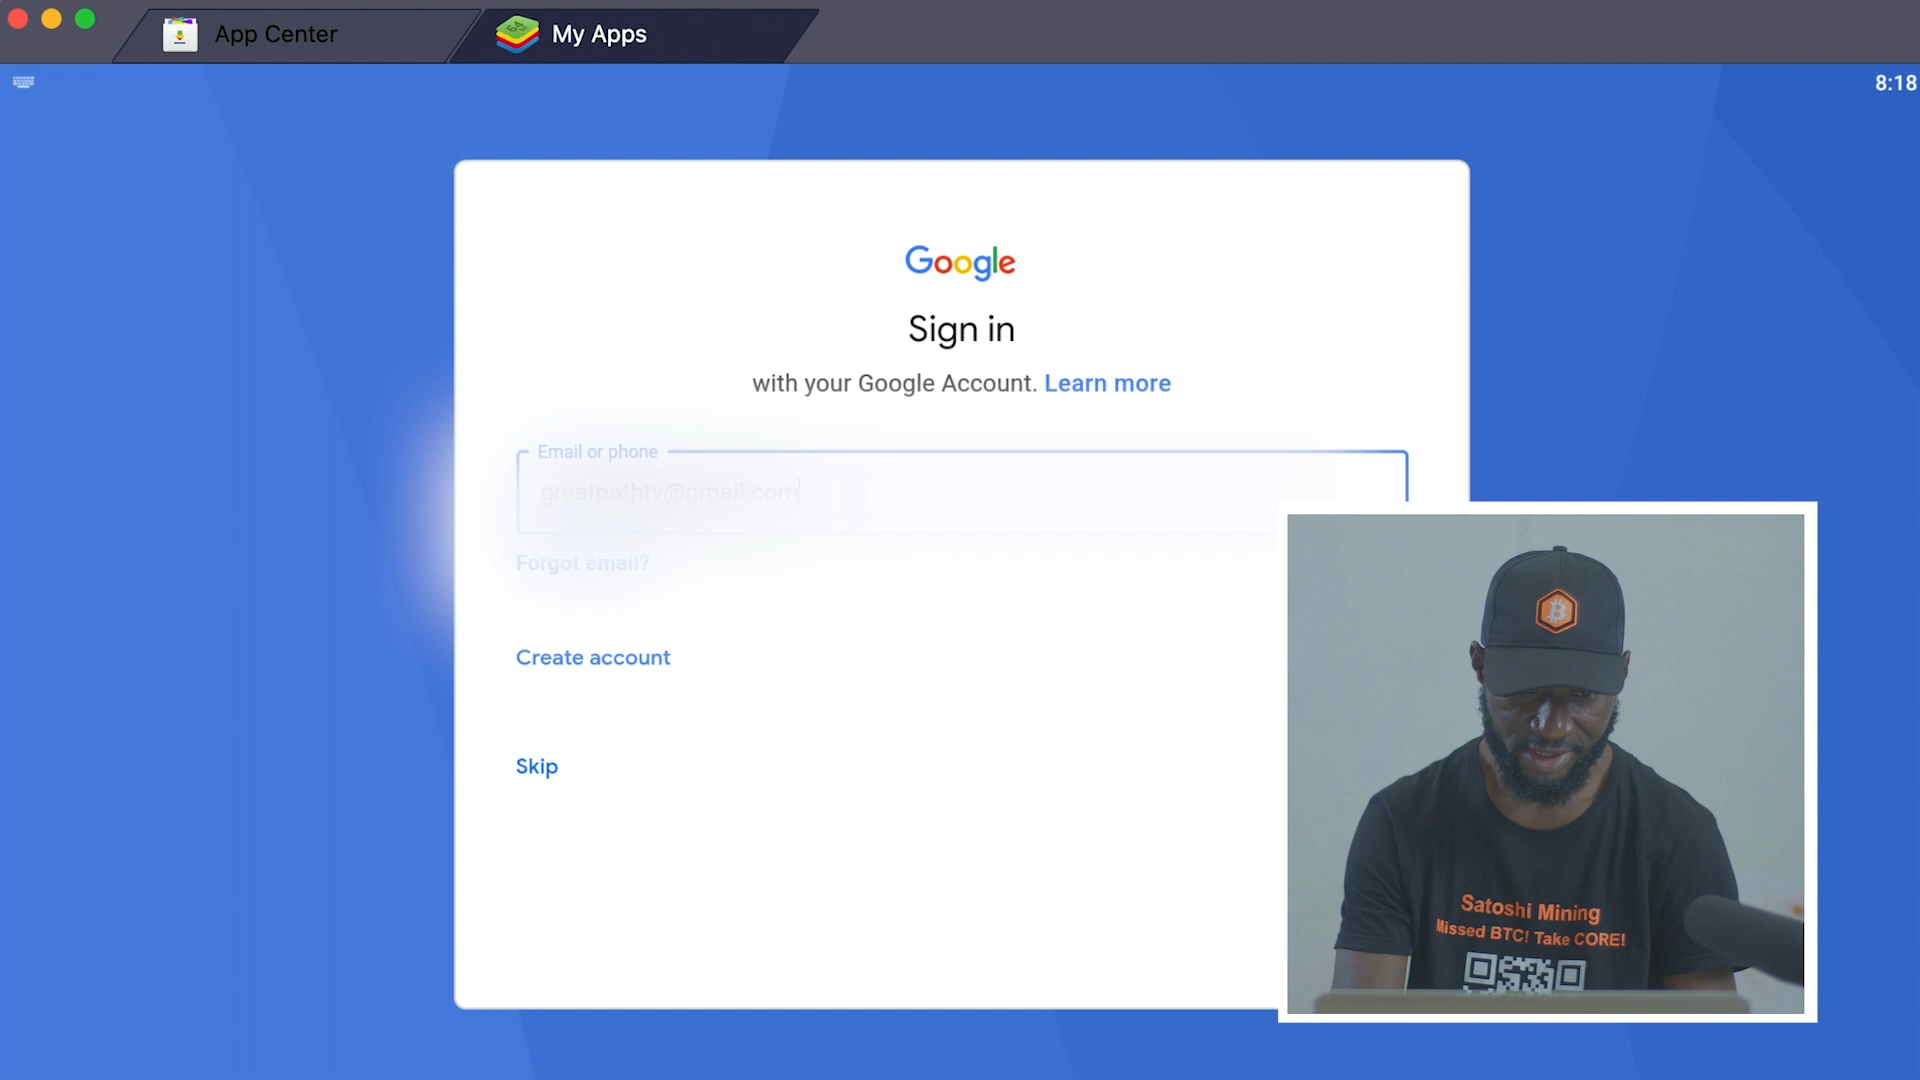 App Center
My Apps
8:18
Google
Sign in
with your Google Account. Learn more
Email or phone
greatpathtv@gmail.com
Forgot email?
Create account
Skip
Satoshi Mining
Missed BTC! Take CORE!